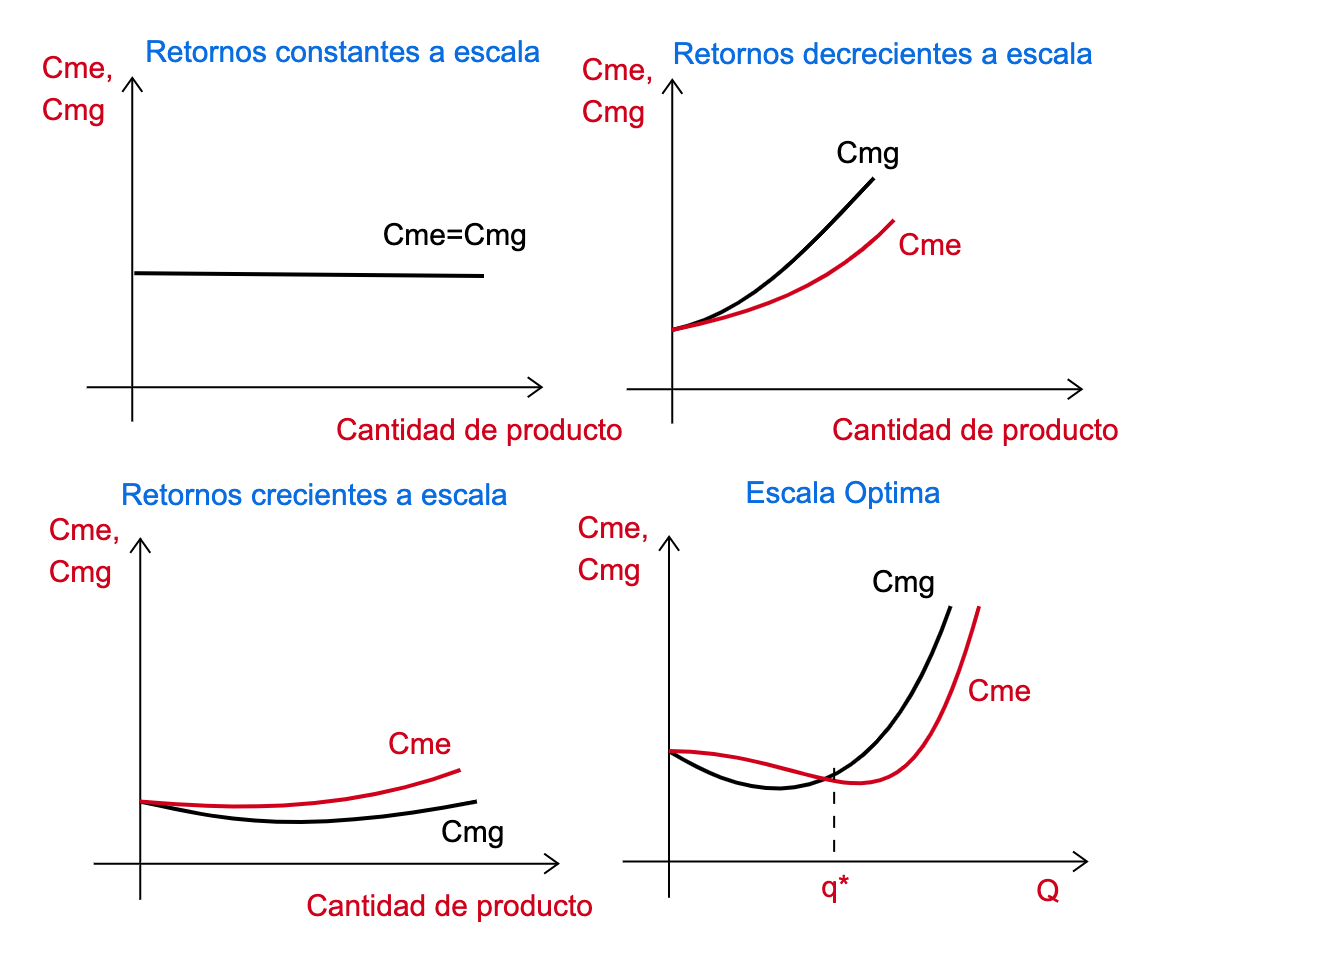 Retornos constantes a escala
Cme,
Cmg
Cme=Cmg
Cantidad de producto
Retornos decrecientes a escala
Cme,
Cmg
Cmg
Cme
Cantidad de producto
Retornos crecientes a escala
Cme,
Cmg
Cme
Cmg
Cantidad de producto
Escala Optima
Cme,
Cmg
Cmg
Cme
q*
Q